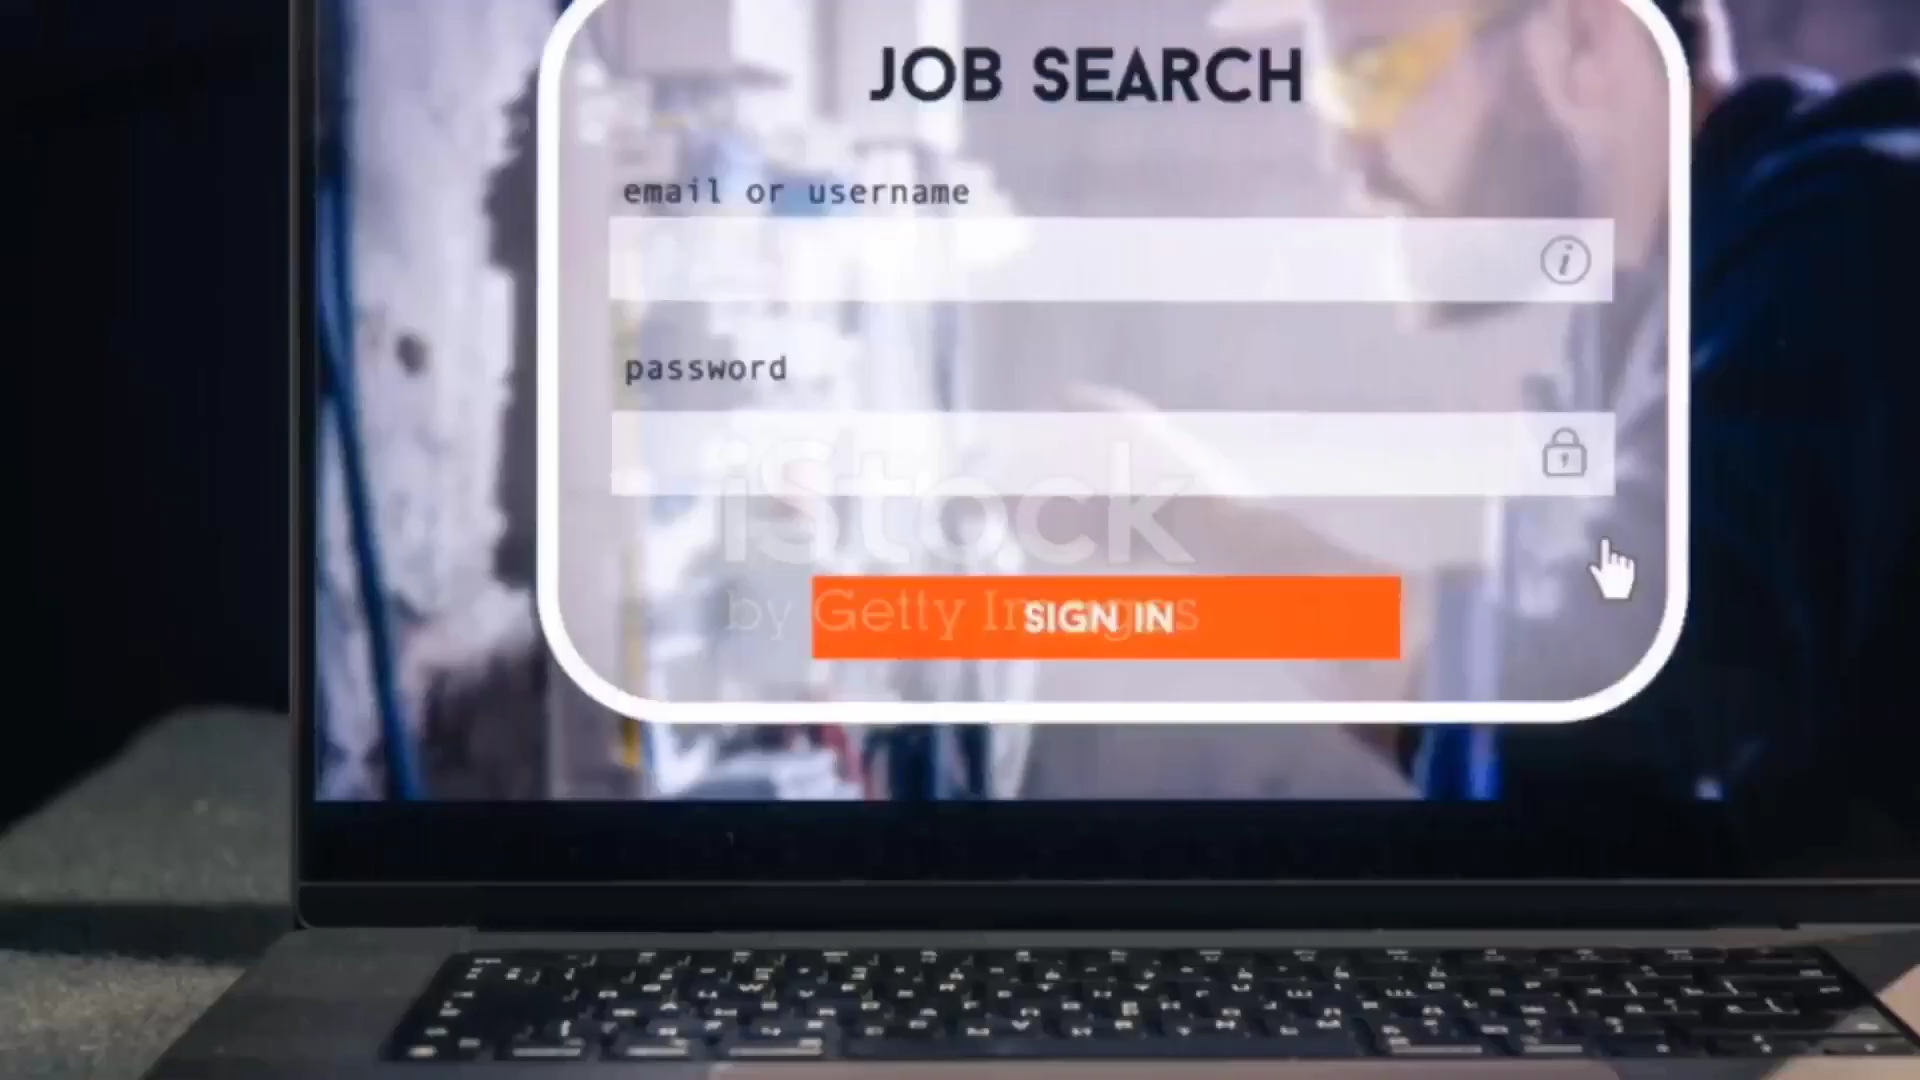 JOB SEARCH
email or username
password
iStock
by Getty Images
SIGN IN